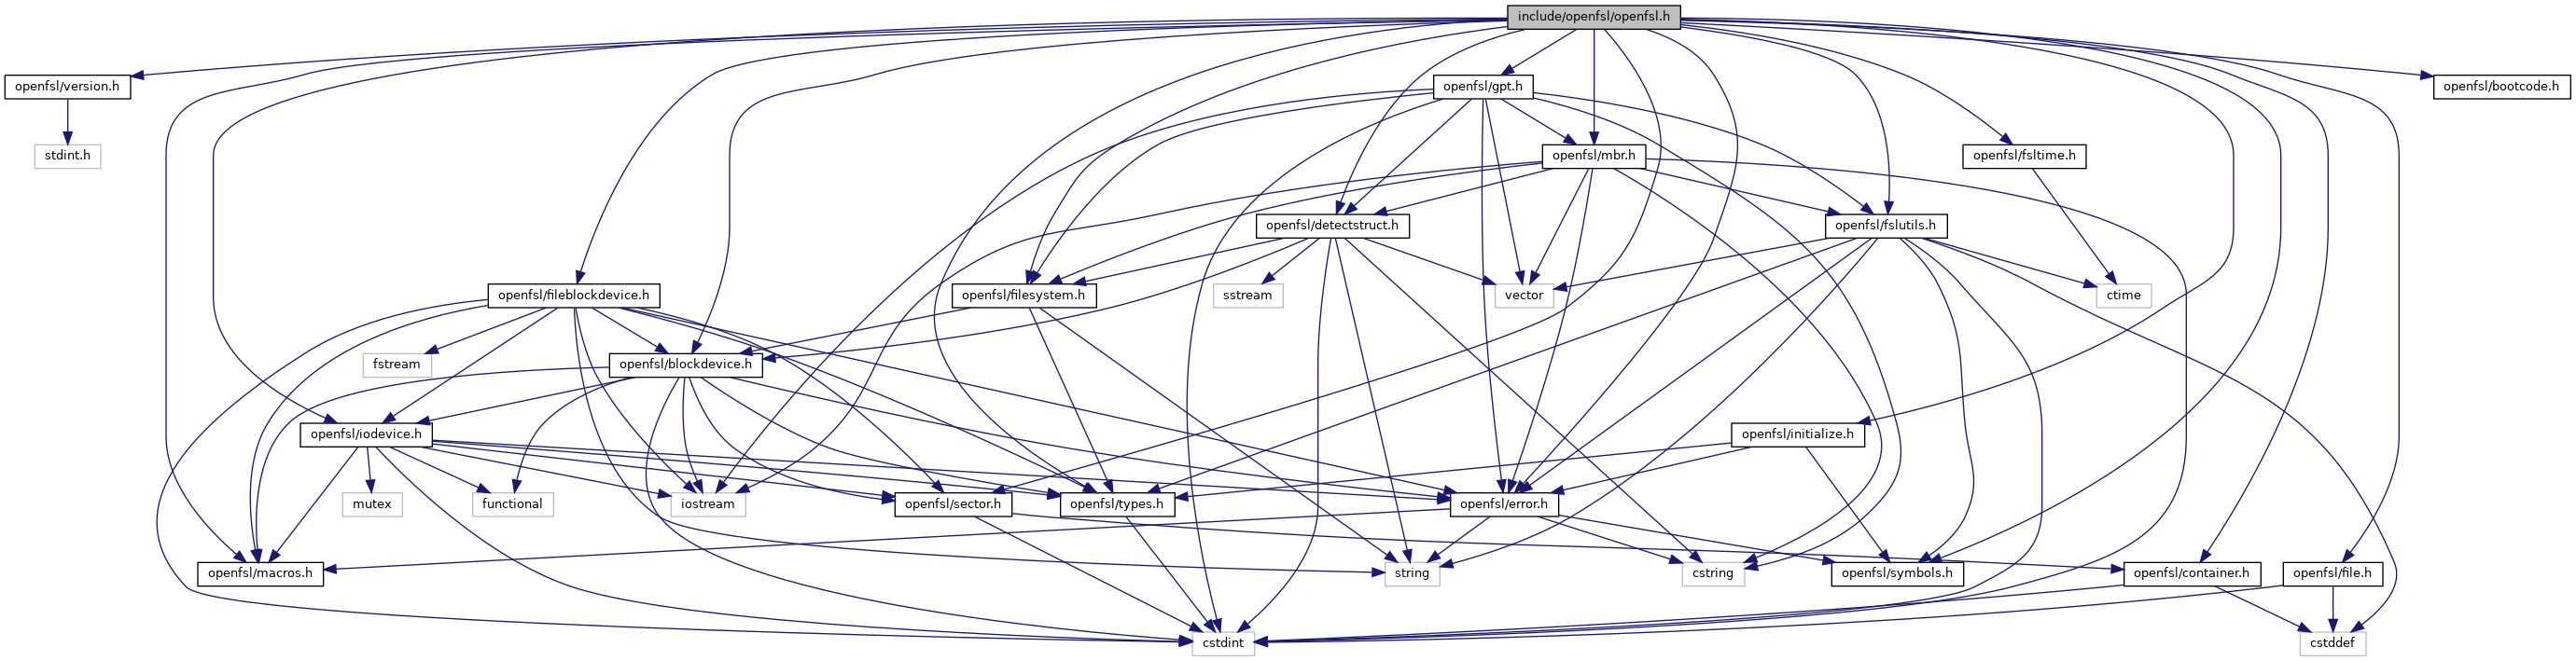 include/openfsl/openfsl.h
openfsl/version.h
openfsl/gpt.h
openfsl/bootcode.h
stdint.h
openfsl/mbr.h
openfsl/fsltime.h
openfsl/detectstruct.h
openfsl/fslutils.h
openfsl/fileblockdevice.h
openfsl/filesystem.h
sstream
vector
ctime
fstream
openfsl/blockdevice.h
openfsl/iodevice.h
openfsl/initialize.h
mutex
functional
iostream
openfsl/sector.h
openfsl/types.h
openfsl/error.h
openfsl/macros.h
string
cstring
openfsl/symbols.h
openfsl/container.h
openfsl/file.h
cstdint
cstddef